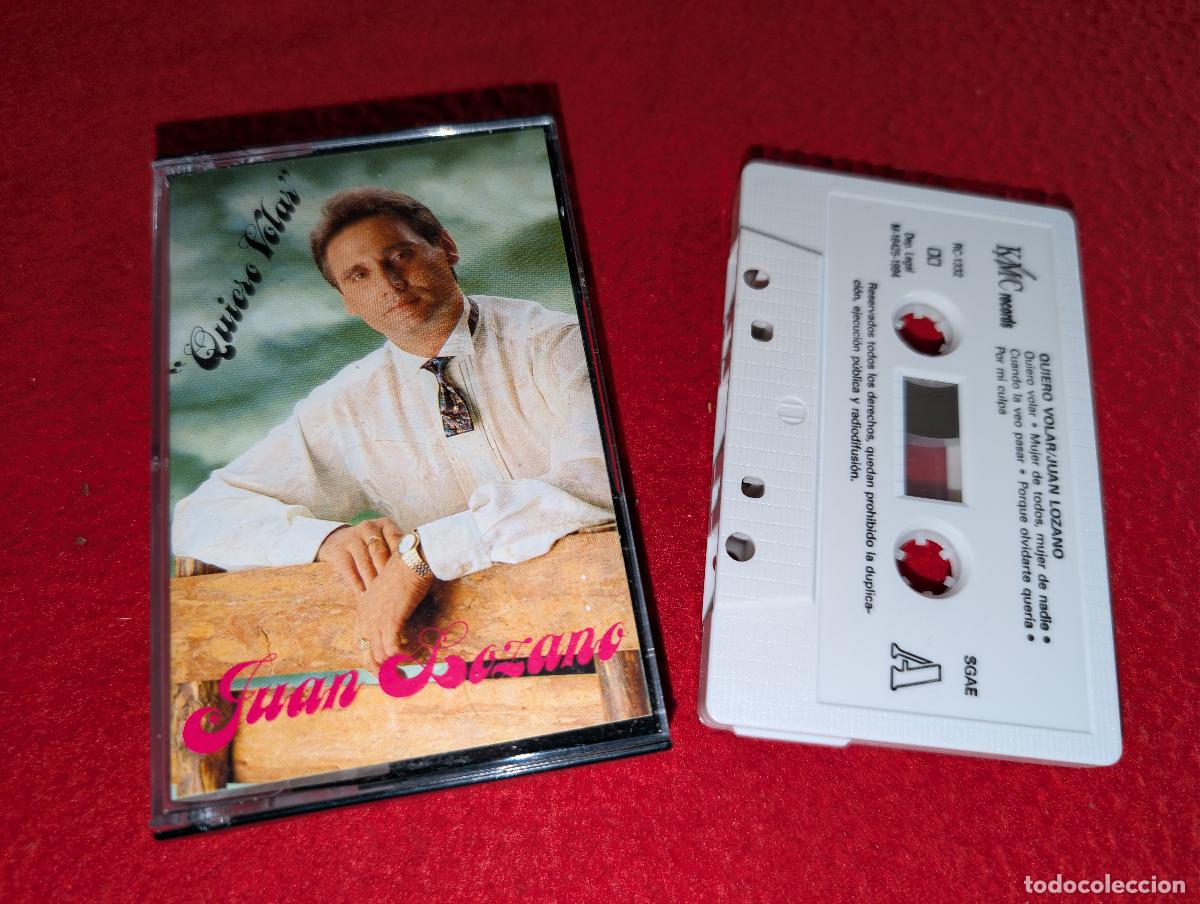 "Quiero Volar"
Juan Lozano
KMC records
RC-1332
Dep. Legal
M-16425-1994
QUIERO VOLAR/JUAN LOZANO
Quiero volar • Mujer de todos, mujer de nadie •
Cuando la veo pasar • Porque olvidarte quería •
Por mi culpa
SGAE
A
Reservados todos los derechos, quedan prohibido la duplica-
ción, ejecución pública y radiodifusión.
todocoleccion